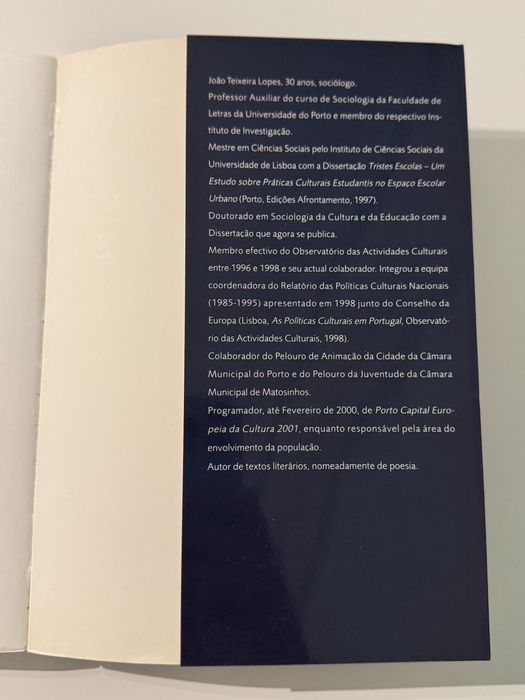 João Teixeira Lopes, 30 anos, sociólogo.
Professor Auxiliar do curso de Sociologia da Faculdade de
Letras da Universidade do Porto e membro do respectivo Ins-
tituto de Investigação.
Mestre em Ciências Sociais pelo Instituto de Ciências Sociais da
Universidade de Lisboa com a Dissertação Tristes Escolas – Um
Estudo sobre Práticas Culturais Estudantis no Espaço Escolar
Urbano (Porto, Edições Afrontamento, 1997).
Doutorado em Sociologia da Cultura e da Educação com a
Dissertação que agora se publica.
Membro efectivo do Observatório das Actividades Culturais
entre 1996 e 1998 e seu actual colaborador. Integrou a equipa
coordenadora do Relatório das Políticas Culturais Nacionais
(1985-1995) apresentado em 1998 junto do Conselho da
Europa (Lisboa, As Políticas Culturais em Portugal, Observató-
rio das Actividades Culturais, 1998).
Colaborador do Pelouro de Animação da Cidade da Câmara
Municipal do Porto e do Pelouro da Juventude da Câmara
Municipal de Matosinhos.
Programador, até Fevereiro de 2000, de Porto Capital Euro-
peia da Cultura 2001, enquanto responsável pela área do
envolvimento da população.
Autor de textos literários, nomeadamente de poesia.